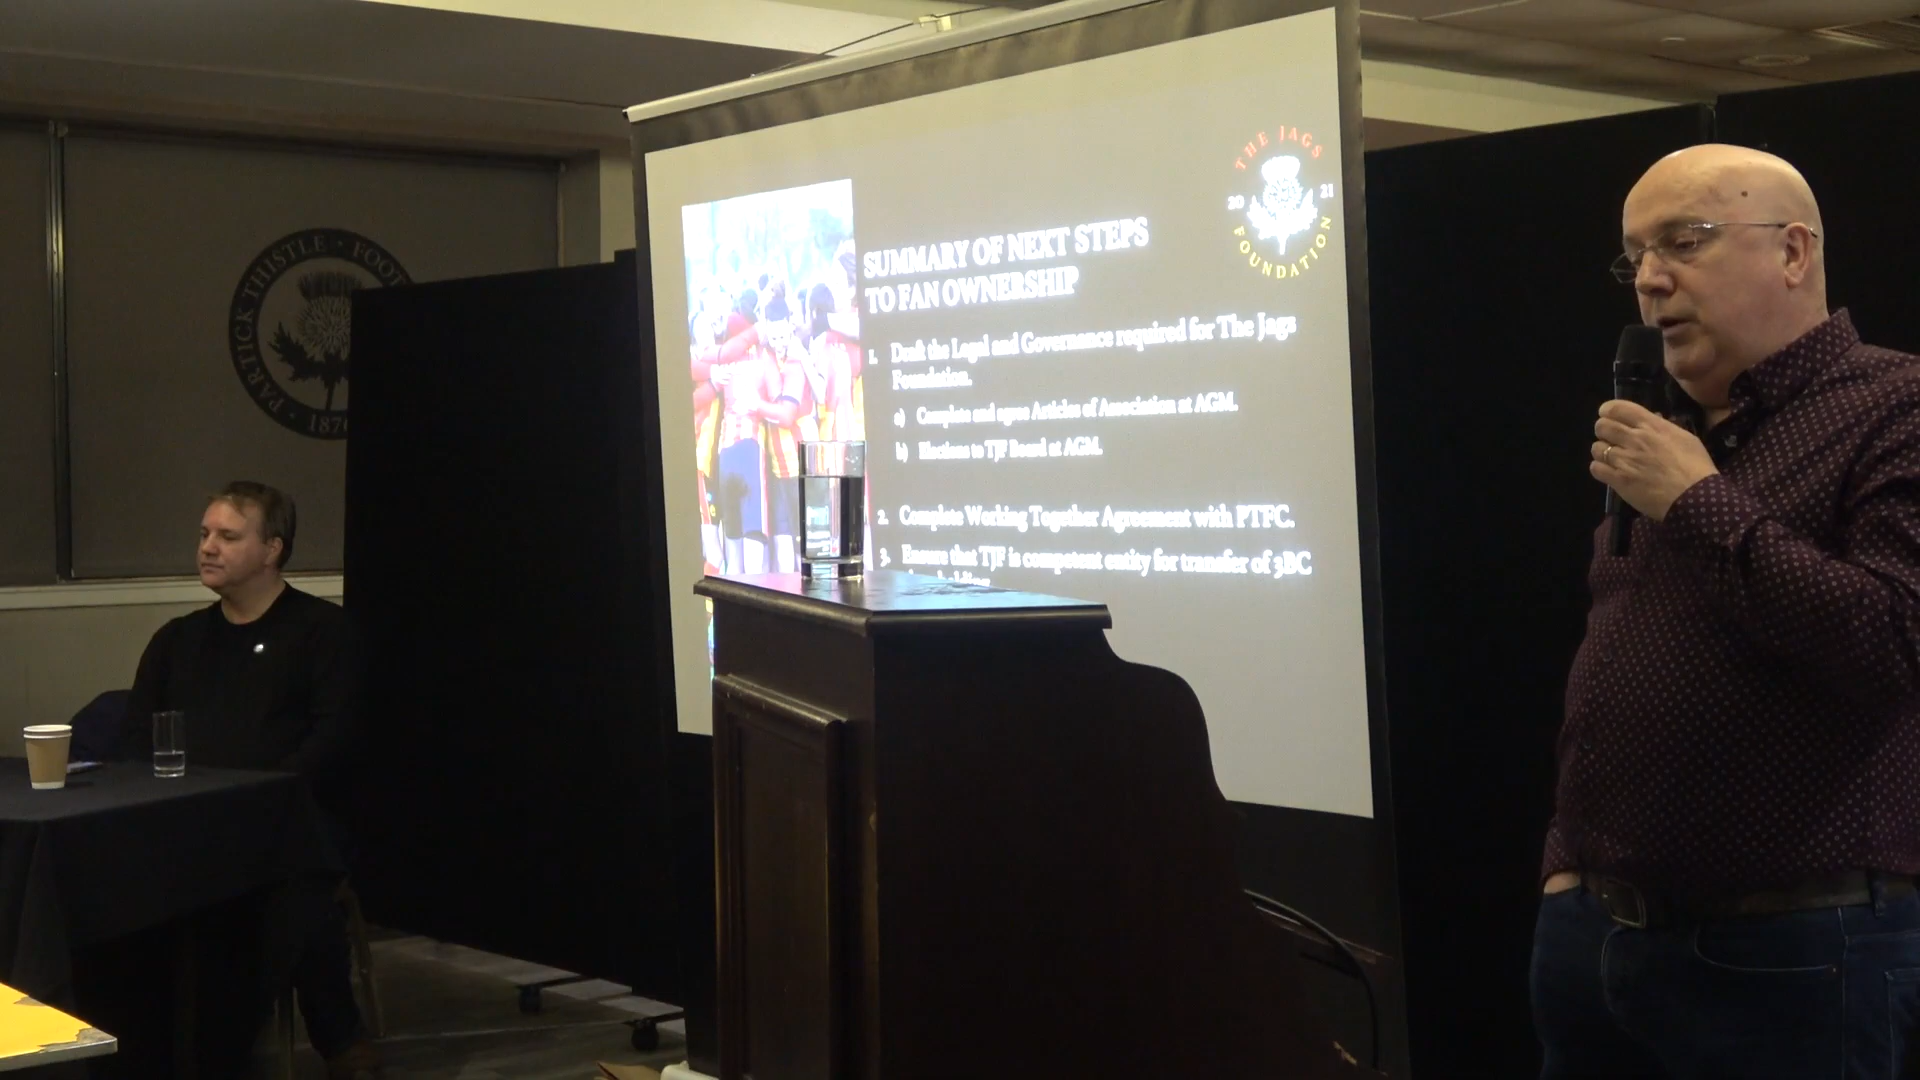 PARTICK THISTLE · FOOT
187
THE JAGS
20 21
FOUNDATION
SUMMARY OF NEXT STEPS
TO FAN OWNERSHIP
1. Draft the Legal and Governance required for The Jags
Foundation.
a) Complete and agree Articles of Association at AGM.
b) Elections to TJF Board at AGM.
2. Complete Working Together Agreement with PTFC.
3. Ensure that TJF is competent entity for transfer of 3BC